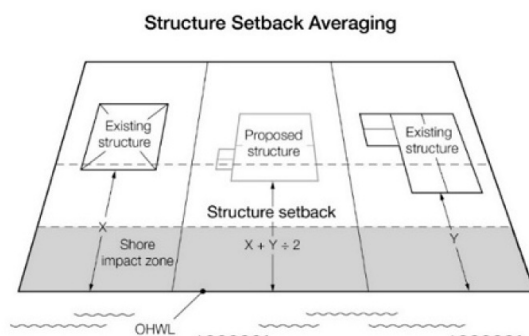 Structure Setback Averaging
Existing
structure
Proposed
structure
Existing
structure
Structure setback
X
Shore
impact zone
X + Y ÷ 2
Y
OHWL